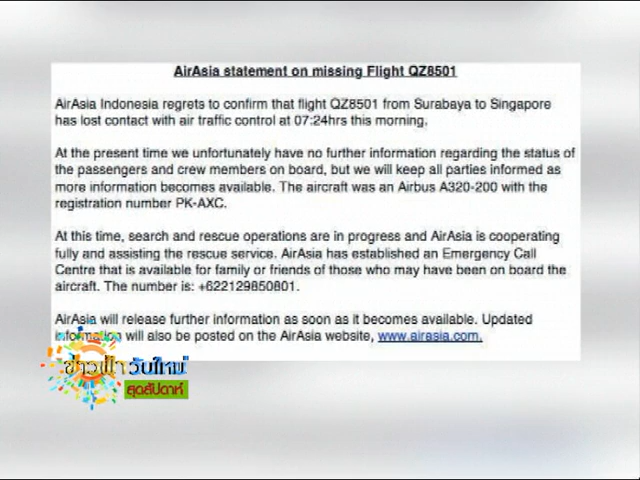 AirAsia statement on missing Flight QZ8501
AirAsia Indonesia regrets to confirm that flight QZ8501 from Surabaya to Singapore
has lost contact with air traffic control at 07:24hrs this morning.
At the present time we unfortunately have no further information regarding the status of
the passengers and crew members on board, but we will keep all parties informed as
more information becomes available. The aircraft was an Airbus A320-200 with the
registration number PK-AXC.
At this time, search and rescue operations are in progress and AirAsia is cooperating
fully and assisting the rescue service. AirAsia has established an Emergency Call
Centre that is available for family or friends of those who may have been on board the
aircraft. The number is: +622129850801.
AirAsia will release further information as soon as it becomes available. Updated
information will also be posted on the AirAsia website, www.airasia.com.
ข่าวเช้าวันใหม่
สุดสัปดาห์